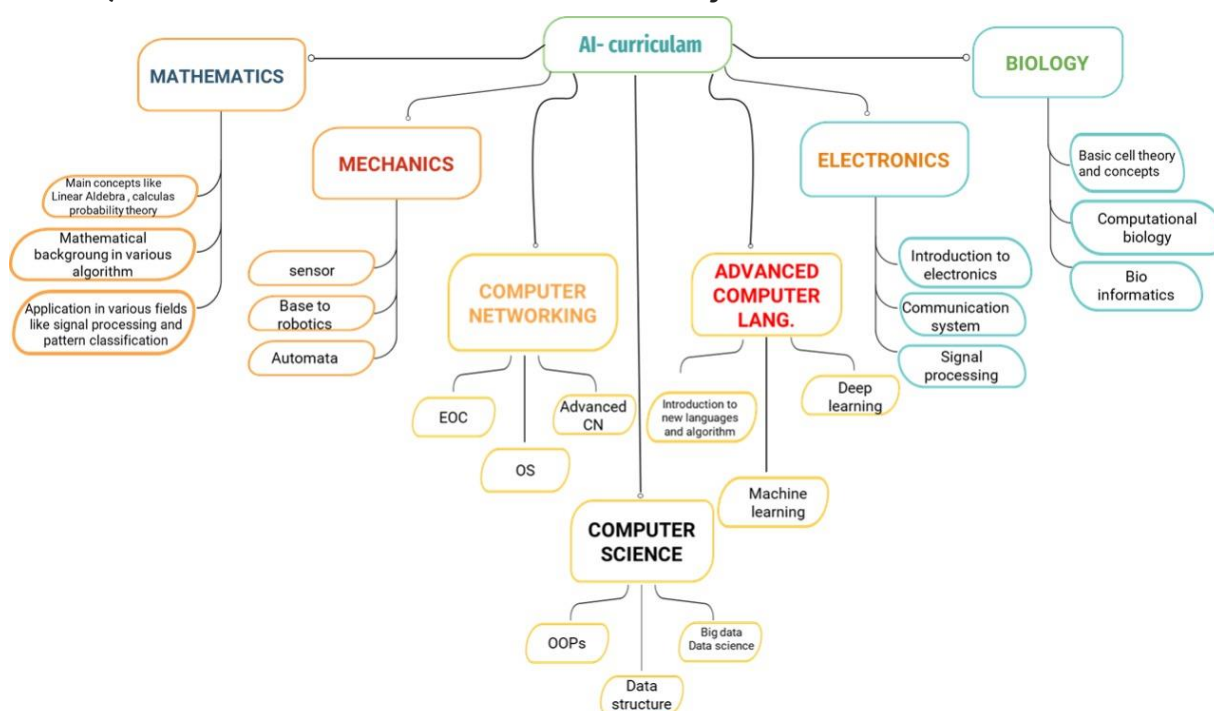 AI- curriculam
MATHEMATICS
Main concepts like
Linear Aldebra , calculas
probability theory
Mathematical
backgroung in various
algorithm
Application in various fields
like signal processing and
pattern classification
MECHANICS
sensor
Base to
robotics
Automata
COMPUTER
NETWORKING
EOC
OS
Advanced
CN
COMPUTER
SCIENCE
OOPs
Data
structure
Big data
Data science
ADVANCED
COMPUTER
LANG.
Introduction to
new languages
and algorithm
Machine
learning
Deep
learning
ELECTRONICS
Introduction to
electronics
Communication
system
Signal
processing
BIOLOGY
Basic cell theory
and concepts
Computational
biology
Bio
informatics